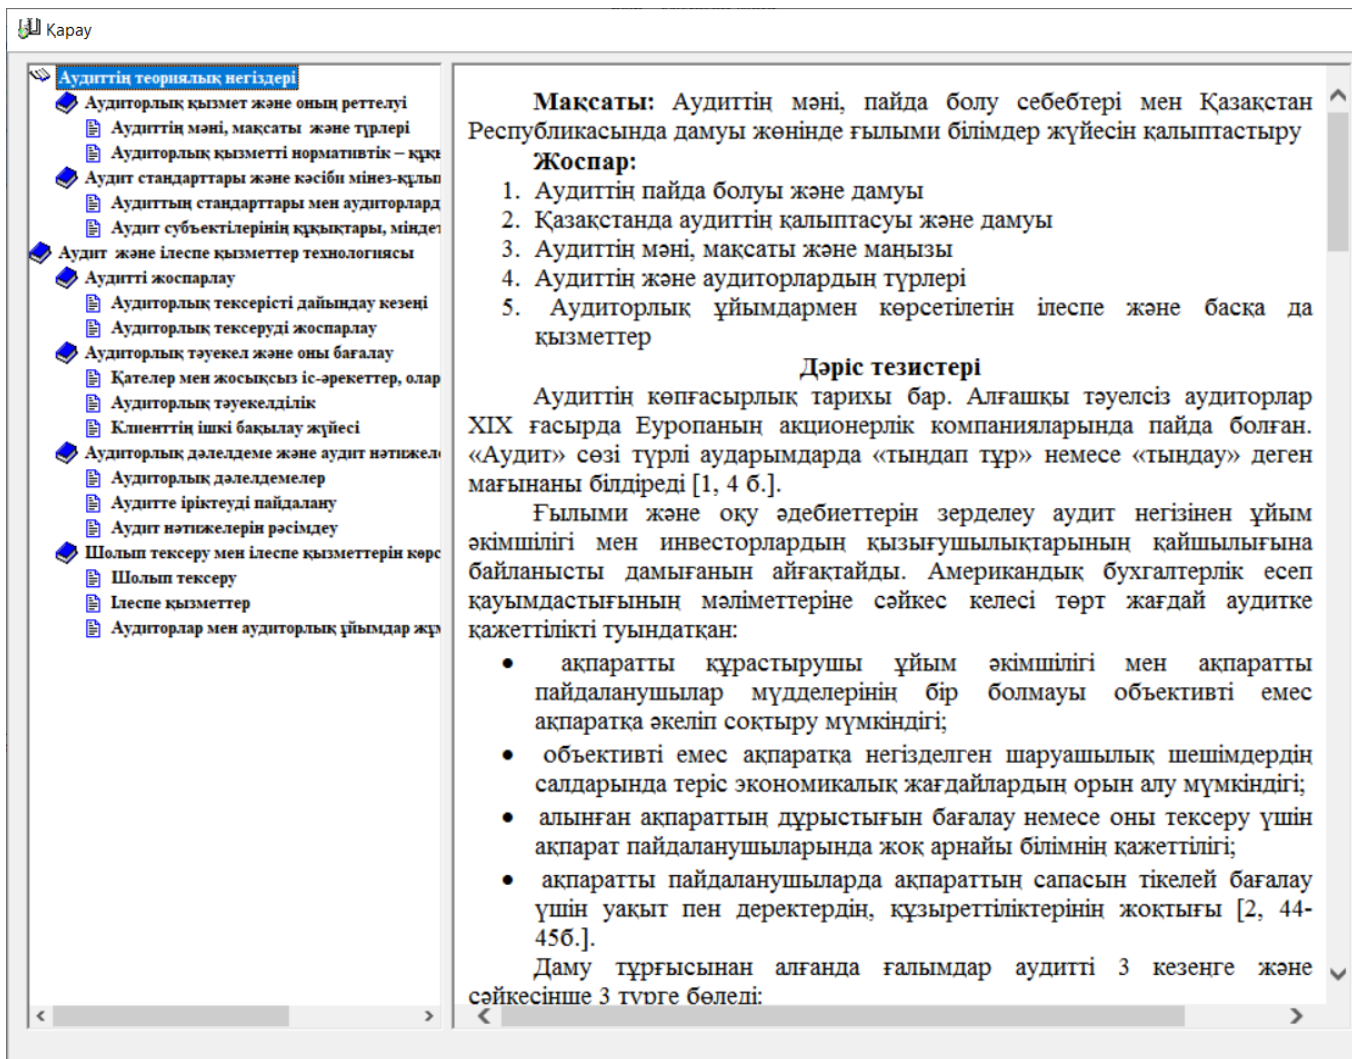 Қарау
Аудиттің теориялық негіздері
Аудиторлық қызмет және оның реттелуі
Аудиттің мәні, мақсаты және түрлері
Аудиторлық қызметті нормативтік –
Аудит стандарттары және кәсіби
Аудиттың стандарттары мен
Аудит субъектілерінің құқықтары,
Аудит және ілеспе қызметтер технологиясы
Аудитті жоспарлау
Аудиторлық тексерісті дайындау кезеңі
Аудиторлық тексеруді жоспарлау
Аудиторлық тәуекел және оны бағалау
Қателер мен жосықсыз іс-әрекеттер, олар
Аудиторлық тәуекелділік
Клиенттің ішкі бақылау жүйесі
Аудиторлық дәлелдеме және аудит
Аудиторлық дәлелдемелер
Аудитте іріктеуді пайдалану
Аудит нәтижелерін рәсімдеу
Шолып тексеру мен ілеспе қызметтерін
Шолып тексеру
Ілеспе қызметтер
Аудиторлар мен аудиторлық ұйымдар
Мақсаты: Аудиттің мәні, пайда болу себебтері мен Қазақстан
Республикасында дамуы жөнінде ғылыми білімдер жүйесін қалыптастыру
Жоспар:
1. Аудиттің пайда болуы және дамуы
2. Қазақстанда аудиттің қалыптасуы және дамуы
3. Аудиттің мәні, мақсаты және маңызы
4. Аудиттің және аудиторлардың түрлері
5. Аудиторлық ұйымдармен көрсетілетін ілеспе және басқа да
қызметтер
Дәріс тезистері
Аудиттің көпғасырлық тарихы бар. Алғашқы тәуелсіз аудиторлар
XIX ғасырда Еуропаның акционерлік компанияларында пайда болған.
«Аудит» сөзі түрлі аударымдарда «тыңдап тұр» немесе «тыңдау» деген
мағынаны білдіреді [1, 4 б.].
Ғылыми және оқу әдебиеттерін зерделеу аудит негізінен ұйым
әкімшілігі мен инвесторлардың қызығушылықтарының қайшылығына
байланысты дамығанын айғақтайды. Американдық бухгалтерлік есеп
қауымдастығының мәліметтеріне сәйкес келесі төрт жағдай аудитке
қажеттілікті туындатқан:
• ақпаратты құрастырушы ұйым әкімшілігі мен ақпаратты
пайдаланушылар мүдделерінің бір болмауы объективті емес
ақпаратқа әкеліп соқтыру мүмкіндігі;
• объективті емес ақпаратқа негізделген шаруашылық шешімдердің
салдарында теріс экономикалық жағдайлардың орын алу мүмкіндігі;
• алынған ақпараттың дұрыстығын бағалау немесе оны тексеру үшін
ақпарат пайдаланушыларында жоқ арнайы білімнің қажеттілігі;
• ақпаратты пайдаланушыларда ақпараттың сапасын тікелей бағалау
үшін уақыт пен деректердің, құзыреттіліктерінің жоқтығы [2, 44-
45б.].
Даму тұрғысынан алғанда ғалымдар аудитті 3 кезеңге және
сәйкесінше 3 түрге бөледі: